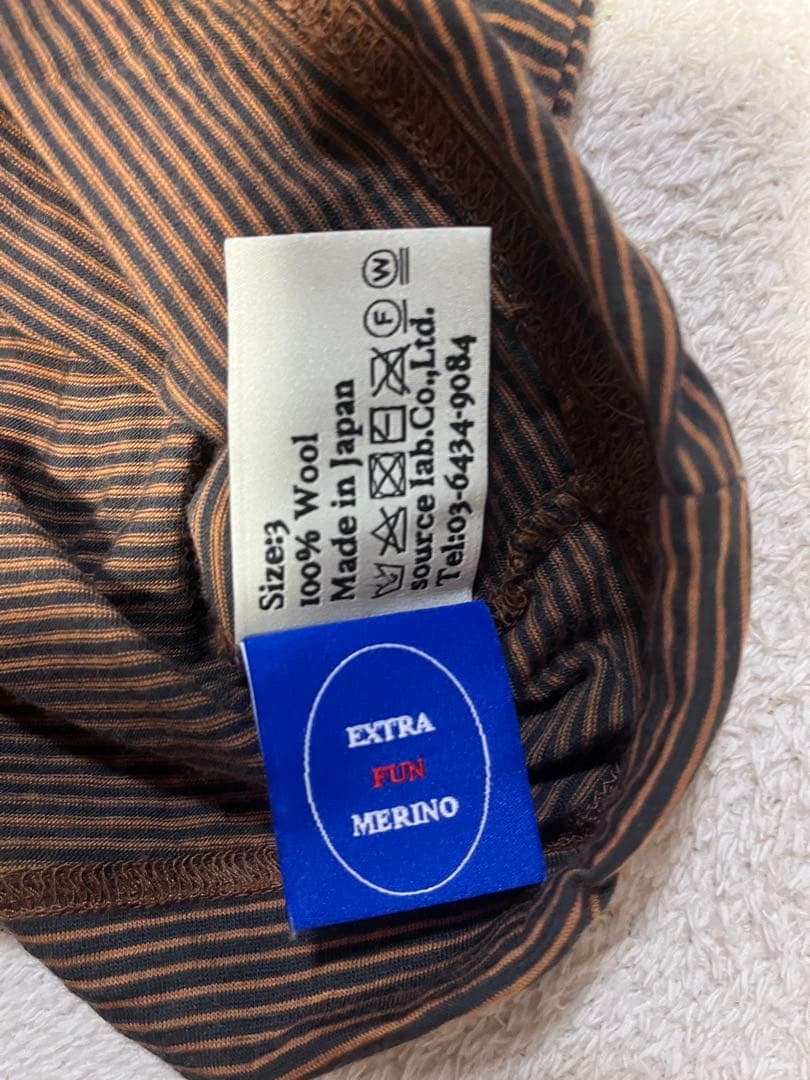 Size:3
100% Wool
Made in Japan
F W
source lab.Co.,Ltd.
Tel:03-6434-9084
EXTRA
FUN
MERINO